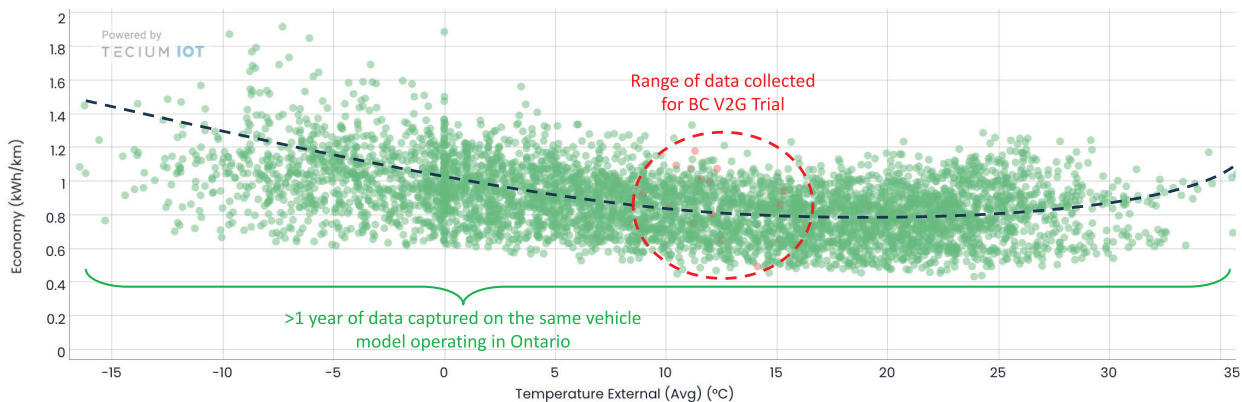 2
1.8
1.6
1.4
1.2
1
0.8
0.6
0.4
0.2
0
Economy (kWh/km)
Powered by
TECIUM IOT
Range of data collected
for BC V2G Trial
>1 year of data captured on the same vehicle
model operating in Ontario
-15 -10 -5 0 5 10 15 20 25 30 35
Temperature External (Avg) (ºC)